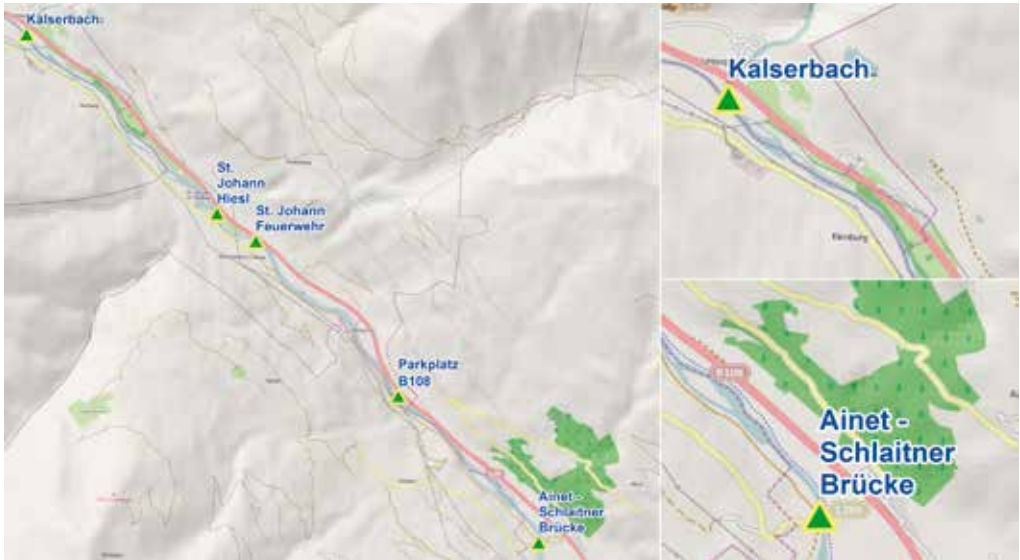 Kalserbach
St.
Johann
Hiesl
St. Johann
Feuerwehr
Parkplatz
B108
Ainet -
Schlaitner
Brücke
Kalserbach
B108
Ainet -
Schlaitner
Brücke